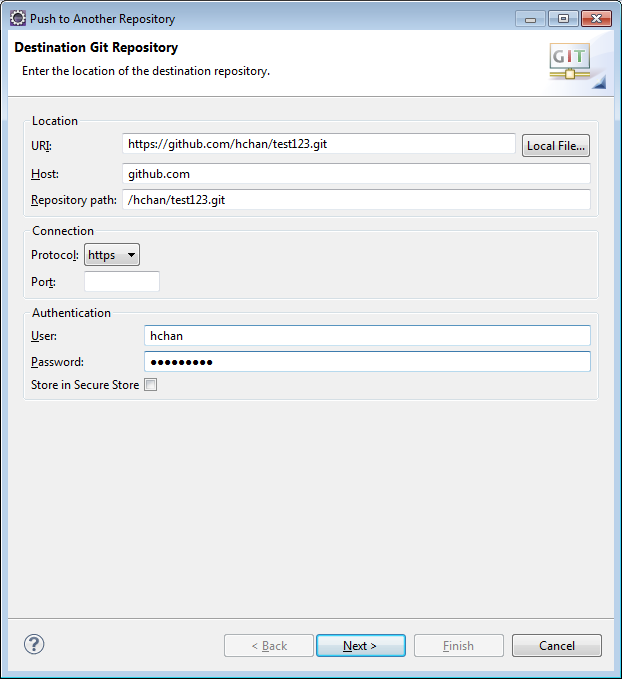 Push to Another Repository
Destination Git Repository
Enter the location of the destination repository.
GIT
Location
URI: https://github.com/hchan/test123.git Local File...
Host: github.com
Repository path: /hchan/test123.git
Connection
Protocol: https
Port:
Authentication
User: hchan
Password: ●●●●●●●●●
Store in Secure Store
? < Back Next > Finish Cancel